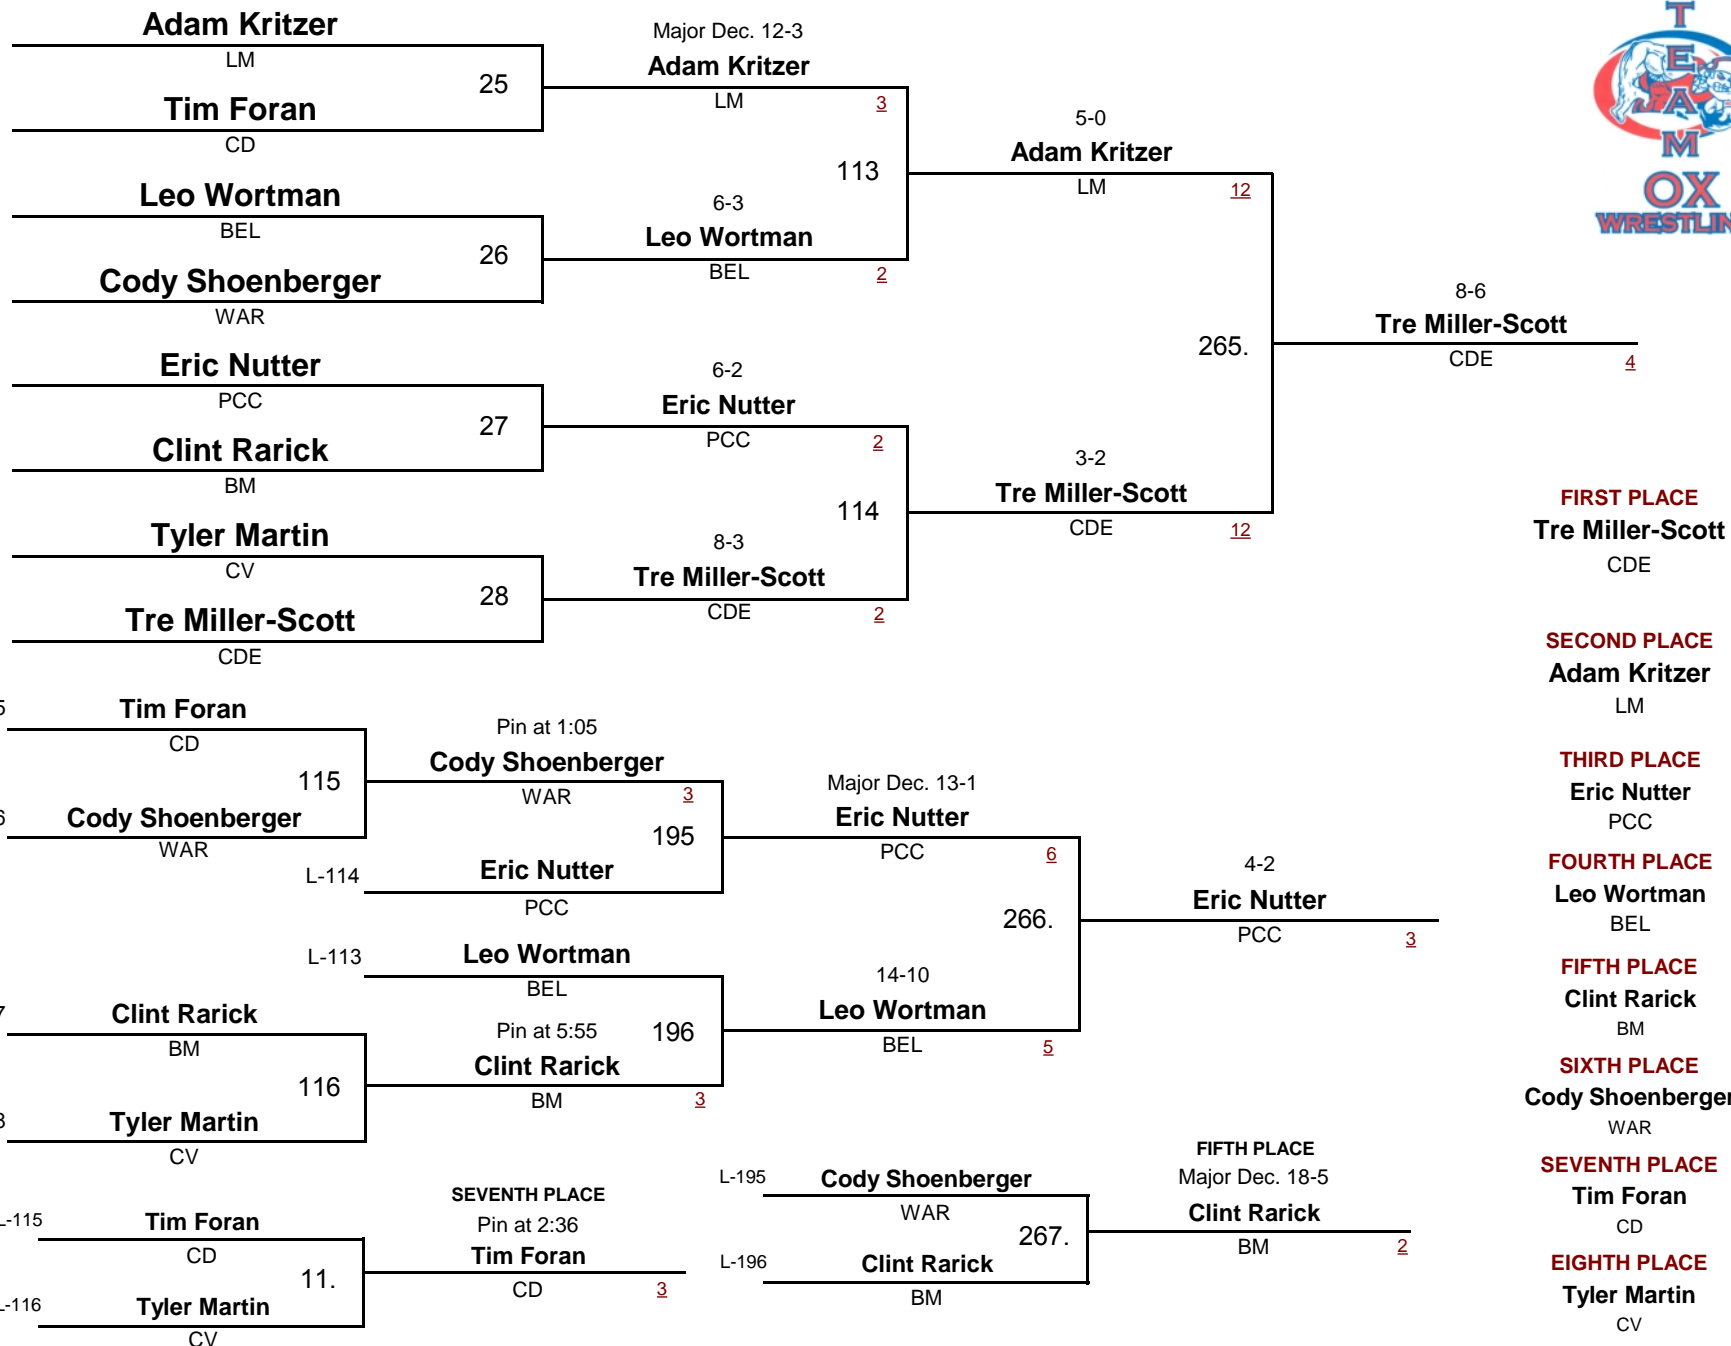 Adam Kritzer
LM
25
Tim Foran
CD
Leo Wortman
BEL
26
Cody Shoenberger
WAR
Eric Nutter
PCC
27
Clint Rarick
BM
Tyler Martin
CV
28
Tre Miller-Scott
CDE
Major Dec. 12-3
Adam Kritzer
LM
3
113
6-3
Leo Wortman
BEL
2
6-2
Eric Nutter
PCC
2
114
8-3
Tre Miller-Scott
CDE
2
5-0
Adam Kritzer
LM
12
265.
3-2
Tre Miller-Scott
CDE
12
8-6
Tre Miller-Scott
CDE
4
TEAM
OX
WRESTLIN
5
Tim Foran
CD
115
6
Cody Shoenberger
WAR
Pin at 1:05
Cody Shoenberger
WAR
3
195
L-114
Eric Nutter
PCC
L-113
Leo Wortman
BEL
7
Clint Rarick
BM
116
8
Tyler Martin
CV
Pin at 5:55
196
Clint Rarick
BM
3
Major Dec. 13-1
Eric Nutter
PCC
6
266.
14-10
Leo Wortman
BEL
5
4-2
Eric Nutter
PCC
3
L-115
Tim Foran
CD
11.
L-116
Tyler Martin
CV
SEVENTH PLACE
Pin at 2:36
Tim Foran
CD
3
L-195
Cody Shoenberger
WAR
267.
L-196
Clint Rarick
BM
FIFTH PLACE
Major Dec. 18-5
Clint Rarick
BM
2
FIRST PLACE
Tre Miller-Scott
CDE
SECOND PLACE
Adam Kritzer
LM
THIRD PLACE
Eric Nutter
PCC
FOURTH PLACE
Leo Wortman
BEL
FIFTH PLACE
Clint Rarick
BM
SIXTH PLACE
Cody Shoenberger
WAR
SEVENTH PLACE
Tim Foran
CD
EIGHTH PLACE
Tyler Martin
CV